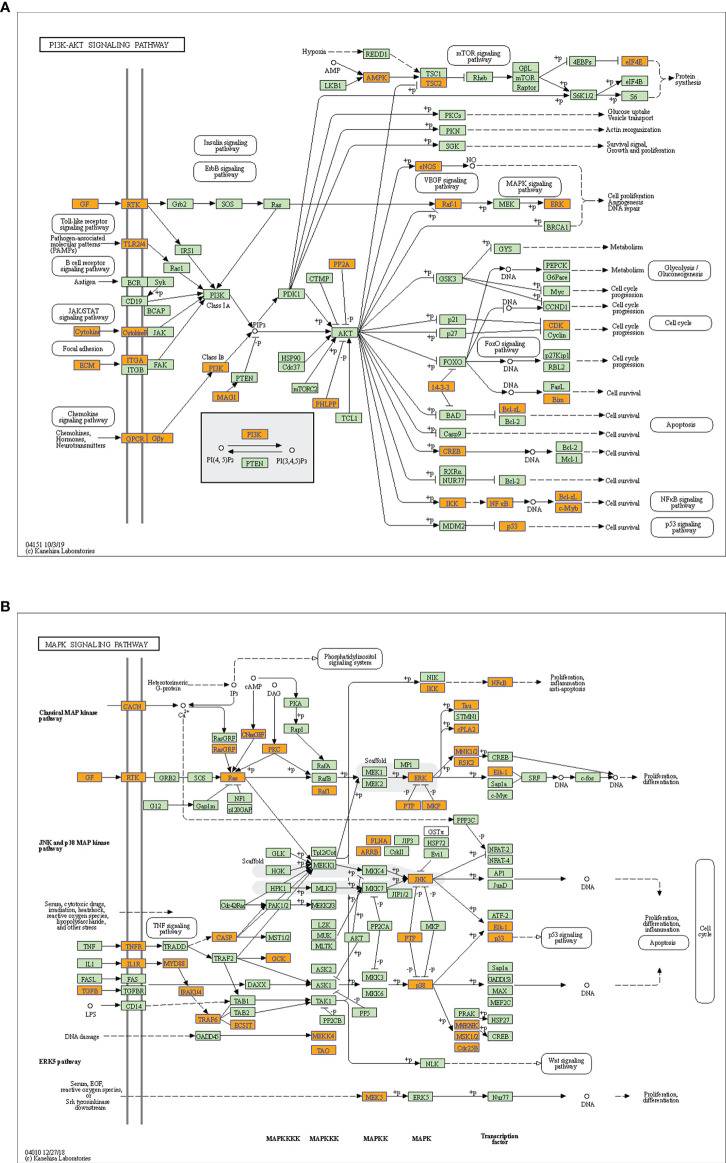 A
PI3K-AKT SIGNALING PATHWAY
Hypoxia
REDD1
mTOR signaling
pathway
+p
4EBPs
eIF4E
AMP
LKB1
AMPK
TSC1
TSC2
Rheb
GβL
mTOR
Raptor
S6K1/2
eIF4B
S6
Protein
synthesis
PKCs
Glucose uptake
Vesicle transport
PKN
Actin reorganization
SGK
Survival signal,
Growth and proliferation
Insulin signaling
pathway
ErbB signaling
pathway
eNOS
NO
VEGF signaling
pathway
MAPK signaling
pathway
GF
RTK
Grb2
SOS
Ras
Raf-1
MEK
ERK
Cell proliferation
Angiogenesis
DNA repair
BRCA1
Toll-like receptor
signaling pathway
Pathogen-associated
molecular patterns
(PAMPs)
TLR2/4
IRS1
Rac1
B cell receptor
signaling pathway
Antigen
BCR
Syk
CD19
BCAP
PI3K
Class IA
PDK1
CTMP
PP2A
GYS
Metabolism
GSK3
DNA
PEPCK
G6Pase
Metabolism
Glycolysis /
Gluconeogenesis
Myc
Cell cycle
progression
CCND1
Cell cycle
progression
JAK/STAT
signaling pathway
Cytokine
CytokineR
JAK
PIP3
AKT
p21
p27
CDK
Cyclin
Cell cycle
progression
Cell cycle
Focal adhesion
ECM
ITGA
ITGB
FAK
Class IB
PI3K
PTEN
MAGI
HSP90
Cdc37
mTORC2
PHLPP
TCL1
FOXO
FoxO signaling
pathway
DNA
p27Kip1
RBL2
Cell cycle
progression
14-3-3
DNA
FasL
Bim
Cell survival
Chemokine
signaling pathway
Chemokines,
Hormones,
Neurotransmitters
GPCR
Gβγ
PI3K
PI(4, 5)P2
PI(3,4,5)P3
PTEN
BAD
Bcl-xL
Bcl-2
Cell survival
Apoptosis
Casp9
Cell survival
CREB
DNA
Bcl-2
Mcl-1
Cell survival
RXRα
NUR77
Bcl-2
Cell survival
IKK
NFκB
DNA
Bcl-xL
c-Myb
Cell survival
NFκB signaling
pathway
MDM2
p53
Cell survival
p53 signaling
pathway
04151 10/3/19
(c) Kanehisa Laboratories
B
MAPK SIGNALING PATHWAY
Phosphatidylinositol
signaling system
Heterotrimeric
G-protein
IP3
cAMP
DAG
NIK
IKK
NFκB
Proliferation,
inflammation
anti-apoptosis
Classical MAP kinase
pathway
CACN
Ca2+
PKA
Rap1
RasGRF
RasGRP
CNrasGEF
PKC
Tau
STMN1
cPLA2
GF
RTK
GRB2
SOS
Ras
RafA
RafB
Raf1
Scaffold
MP1
MEK1
MEK2
ERK
MNK1/2
RSK2
CREB
Elk-1
Sap1a
c-Myc
SRF
DNA
c-fos
DNA
Proliferation,
differentiation
G12
Gap1m
NF1
p120GAP
PTP
MKP
PPP3C
JNK and p38 MAP kinase
pathway
Scaffold
GLK
HGK
HPK1
Tpl2/Cot
MEKK1
MLK3
FLNA
ARRB
JIP3
CrkII
GSTπ
HSP72
Evi1
MKK4
MKK7
JIP1/2
JNK
NFAT-2
NFAT-4
AP1
JunD
DNA
Serum, cytotoxic drugs,
irradiation, heatshock,
reactive oxygen species,
lipopolysaccharide,
and other stress
Cdc42/Rac
PAK1/2
MEKK2/3
LZK
MUK
MLTK
AKT
PP2CA
PTP
MKP
ATF-2
Elk-1
p53
p53 signaling
pathway
Proliferation,
differentiation,
inflammation
Apoptosis
Cell
cycle
TNF signaling
pathway
TNF
TNFR
TRADD
CASP
MST1/2
TRAF2
GCK
IL1
IL1R
MYD88
FASL
FAS
IRAK1/4
DAXX
ASK2
ASK1
MKK3
MKK6
p38
Sap1a
GADD153
MAX
MEF2C
DNA
TGFB
TGFBR
LPS
CD14
TRAF6
TAB1
TAB2
ECSIT
TAK1
PP2CB
PP5
PRAK
MAPKAPK
MSK1/2
Cdc25B
HSP27
CREB
DNA damage
GADD45
MEKK4
TAO
NLK
Wnt signaling
pathway
ERK5 pathway
Serum, EGF,
reactive oxygen species,
or
Src tyrosine kinase
downstream
MEK5
ERK5
Nur77
DNA
Proliferation,
differentiation
MAPKKKK
MAPKKK
MAPKK
MAPK
Transcription
factor
04010 12/27/18
(c) Kanehisa Laboratories